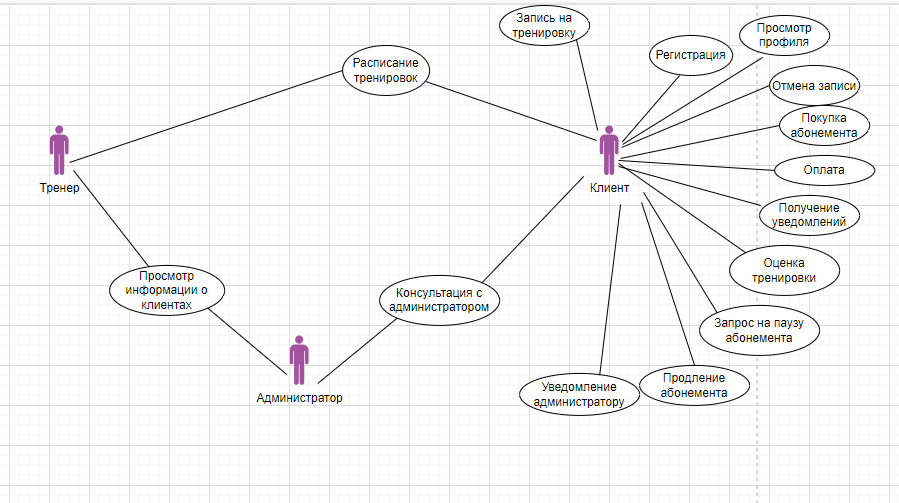 Запись на
тренировку
Просмотр
профиля
Регистрация
Расписание
тренировок
Отмена записи
Покупка
абонемента
Оплата
Тренер
Клиент
Получение
уведомлений
Оценка
тренировки
Просмотр
информации о
клиентах
Консультация с
администратором
Запрос на паузу
абонемента
Администратор
Уведомление
администратору
Продление
абонемента